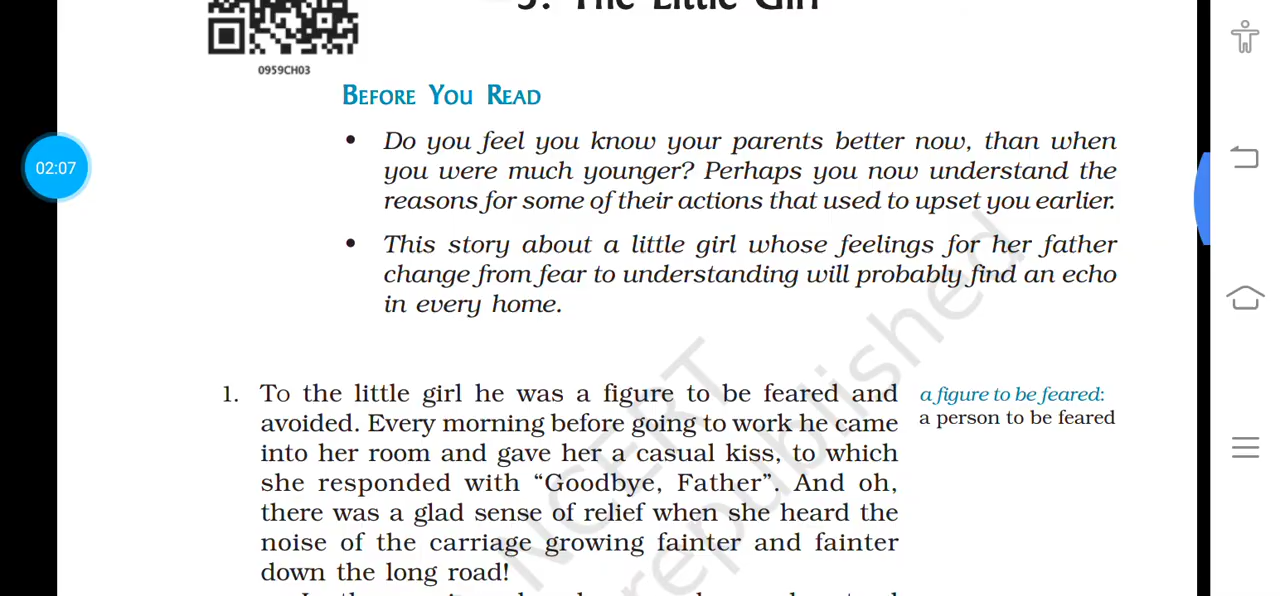 3. The Little Girl
0959CH03
BEFORE YOU READ
02:07
• Do you feel you know your parents better now, than when
you were much younger? Perhaps you now understand the
reasons for some of their actions that used to upset you earlier.
• This story about a little girl whose feelings for her father
change from fear to understanding will probably find an echo
in every home.
1. To the little girl he was a figure to be feared and
avoided. Every morning before going to work he came
into her room and gave her a casual kiss, to which
she responded with “Goodbye, Father”. And oh,
there was a glad sense of relief when she heard the
noise of the carriage growing fainter and fainter
down the long road!
a figure to be feared:
a person to be feared
NCERT
republished